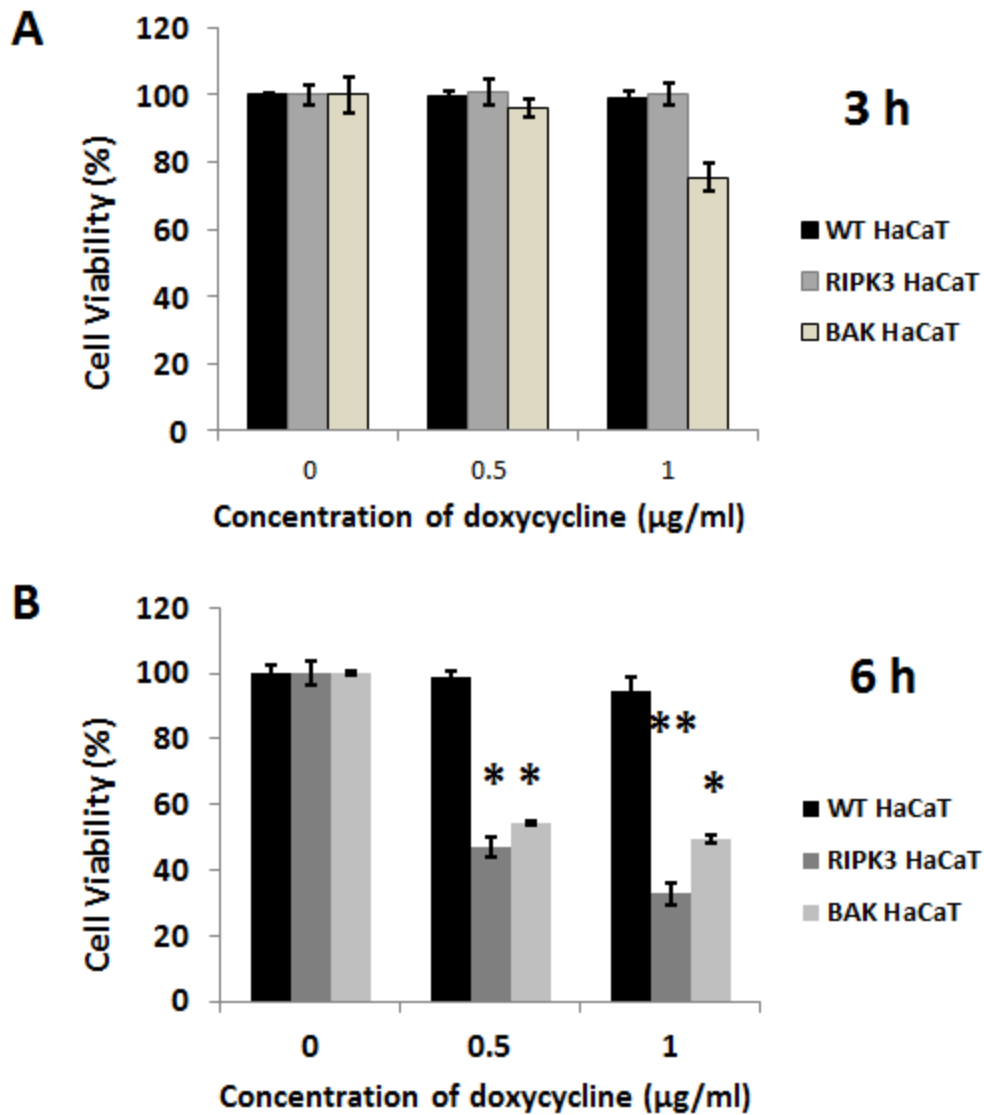 A
120
100
80
60
40
20
0
Cell Viability (%)
0 0.5 1
Concentration of doxycycline (µg/ml)
3 h
WT HaCaT
RIPK3 HaCaT
BAK HaCaT
B
120
100
80
60
40
20
0
Cell Viability (%)
* *
**
*
0 0.5 1
Concentration of doxycycline (µg/ml)
6 h
WT HaCaT
RIPK3 HaCaT
BAK HaCaT